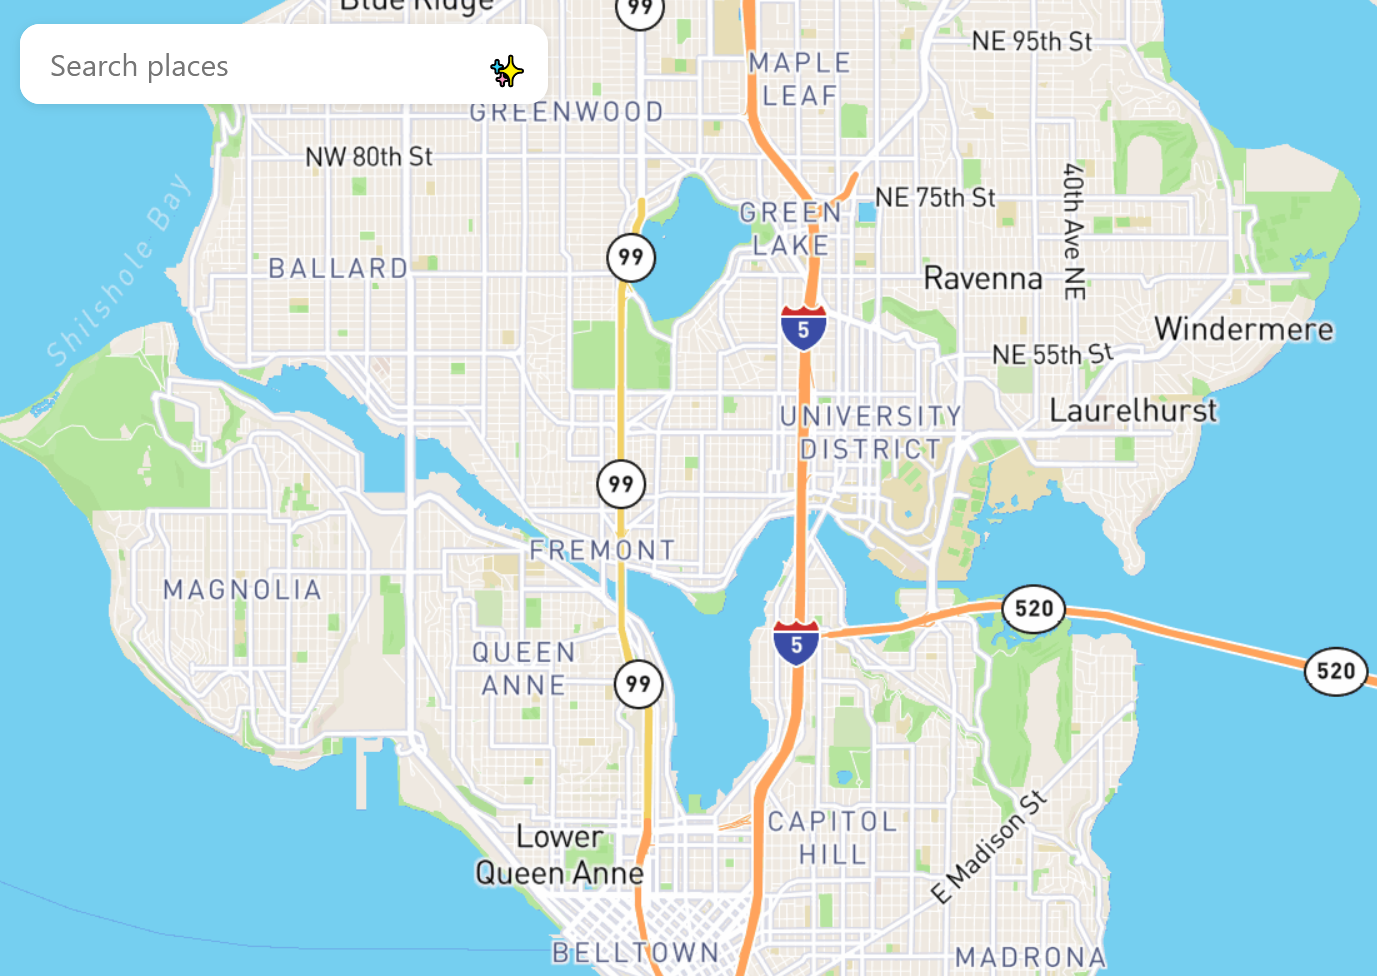 Blue Ridge
99
Search places
NE 95th St
MAPLE
LEAF
GREENWOOD
NW 80th St
40th Ave NE
NE 75th St
Shilshole Bay
GREEN
LAKE
99
BALLARD
Ravenna
5
Windermere
NE 55th St
Laurelhurst
UNIVERSITY
DISTRICT
99
FREMONT
MAGNOLIA
520
5
QUEEN
ANNE
520
99
Lower
Queen Anne
CAPITOL
HILL
E Madison St
BELLTOWN
MADRONA